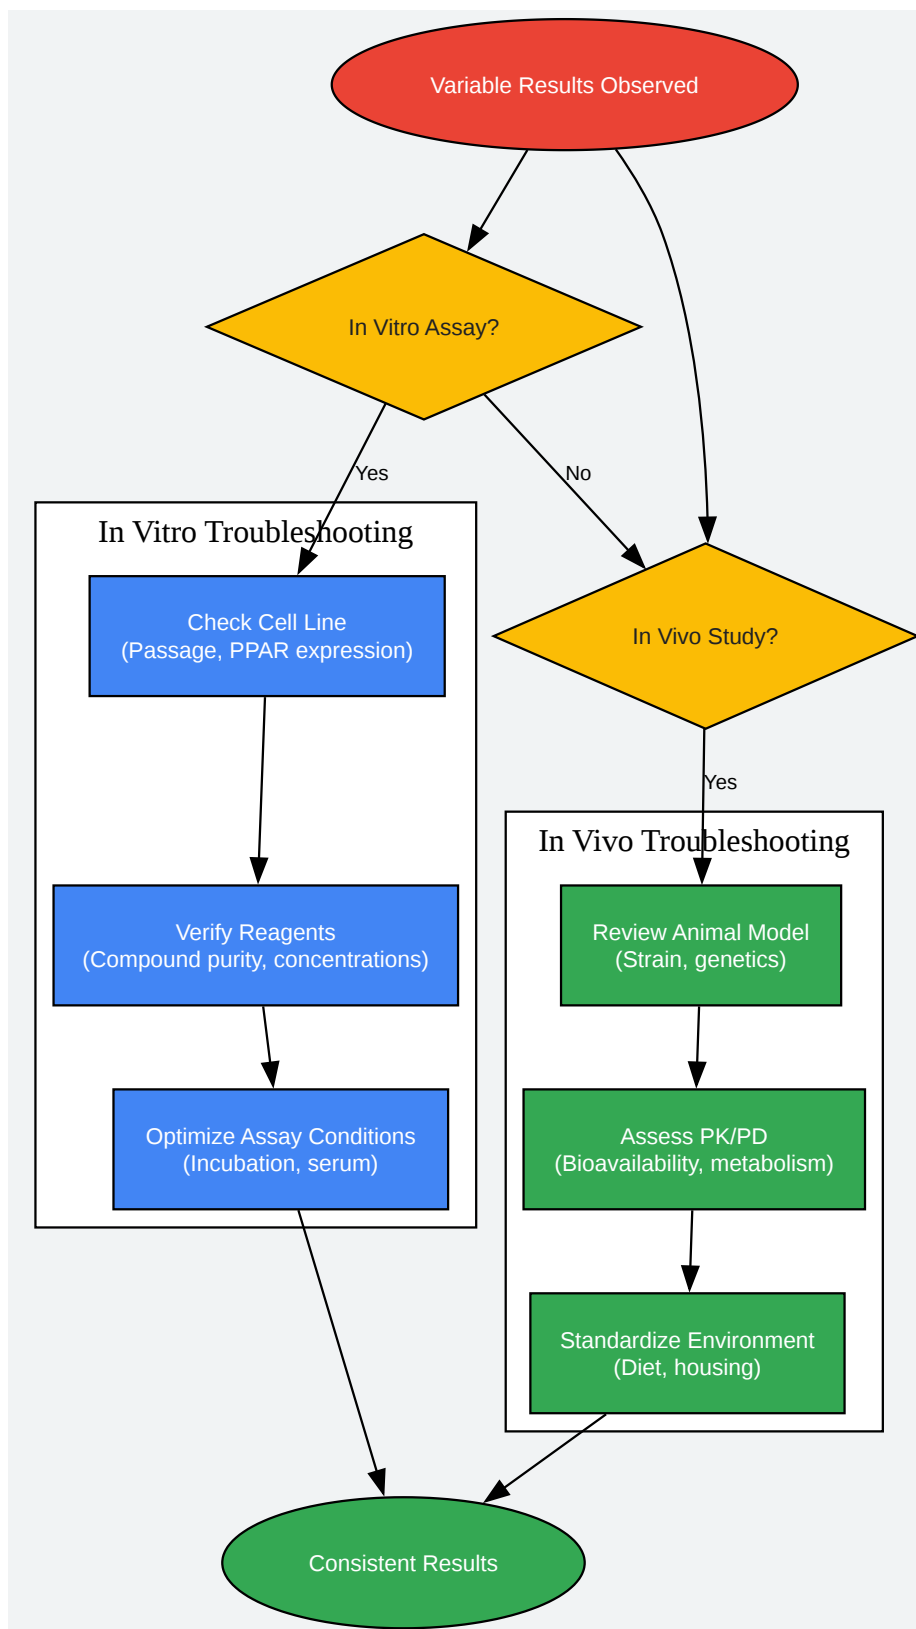 Variable Results Observed
In Vitro Assay?
Yes
No
In Vitro Troubleshooting
Check Cell Line
(Passage, PPAR expression)
Verify Reagents
(Compound purity, concentrations)
Optimize Assay Conditions
(Incubation, serum)
In Vivo Study?
Yes
In Vivo Troubleshooting
Review Animal Model
(Strain, genetics)
Assess PK/PD
(Bioavailability, metabolism)
Standardize Environment
(Diet, housing)
Consistent Results